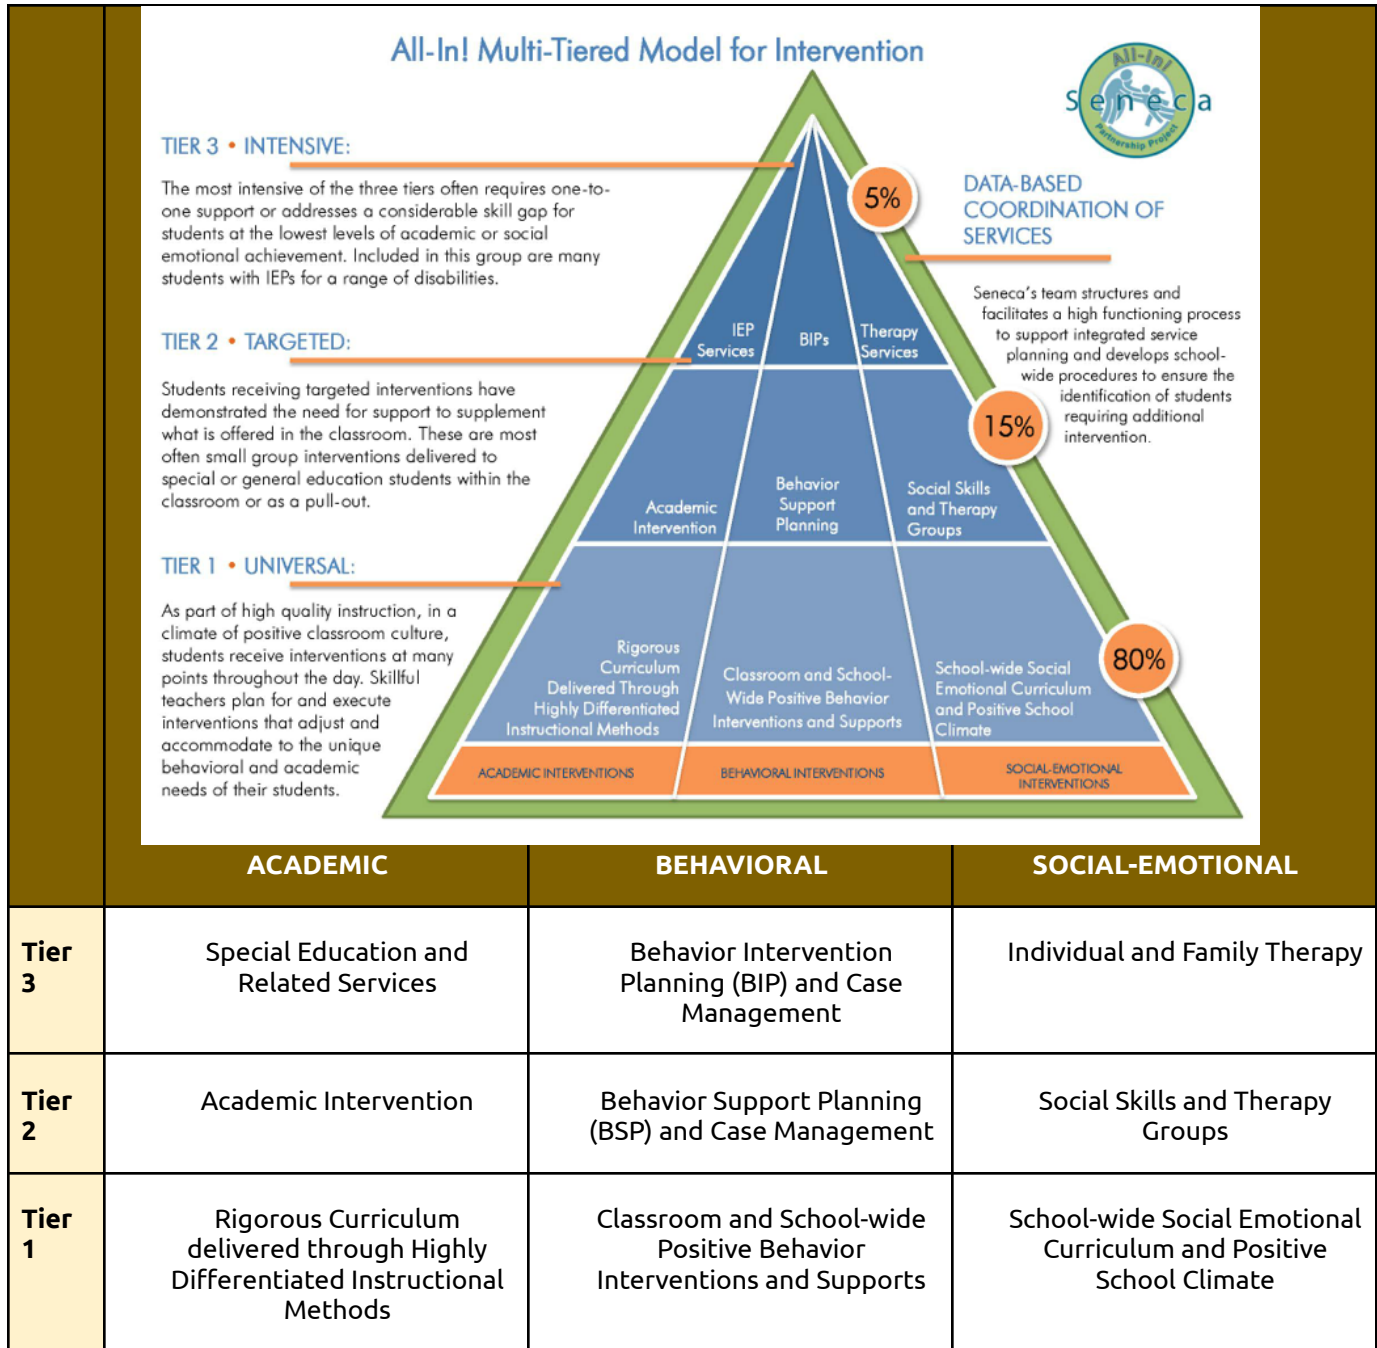 All-In! Multi-Tiered Model for Intervention
All-In!
Seneca
Partnership Project
TIER 3 • INTENSIVE:
The most intensive of the three tiers often requires one-to-
one support or addresses a considerable skill gap for
students at the lowest levels of academic or social
emotional achievement. Included in this group are many
students with IEPs for a range of disabilities.
TIER 2 • TARGETED:
Students receiving targeted interventions have
demonstrated the need for support to supplement
what is offered in the classroom. These are most
often small group interventions delivered to
special or general education students within the
classroom or as a pull-out.
TIER 1 • UNIVERSAL:
As part of high quality instruction, in a
climate of positive classroom culture,
students receive interventions at many
points throughout the day. Skillful
teachers plan for and execute
interventions that adjust and
accommodate to the unique
behavioral and academic
needs of their students.
5%
IEP
Services
BIPs
Therapy
Services
15%
Academic
Intervention
Behavior
Support
Planning
Social Skills
and Therapy
Groups
80%
Rigorous
Curriculum
Delivered Through
Highly Differentiated
Instructional Methods
Classroom and School-
Wide Positive Behavior
Interventions and Supports
School-wide Social
Emotional Curriculum
and Positive School
Climate
ACADEMIC INTERVENTIONS
BEHAVIORAL INTERVENTIONS
SOCIAL-EMOTIONAL
INTERVENTIONS
DATA-BASED
COORDINATION OF
SERVICES
Seneca's team structures and
facilitates a high functioning process
to support integrated service
planning and develops school-
wide procedures to ensure the
identification of students
requiring additional
intervention.
ACADEMIC
BEHAVIORAL
SOCIAL-EMOTIONAL
Tier
3
Special Education and
Related Services
Behavior Intervention
Planning (BIP) and Case
Management
Individual and Family Therapy
Tier
2
Academic Intervention
Behavior Support Planning
(BSP) and Case Management
Social Skills and Therapy
Groups
Tier
1
Rigorous Curriculum
delivered through Highly
Differentiated Instructional
Methods
Classroom and School-wide
Positive Behavior
Interventions and Supports
School-wide Social Emotional
Curriculum and Positive
School Climate